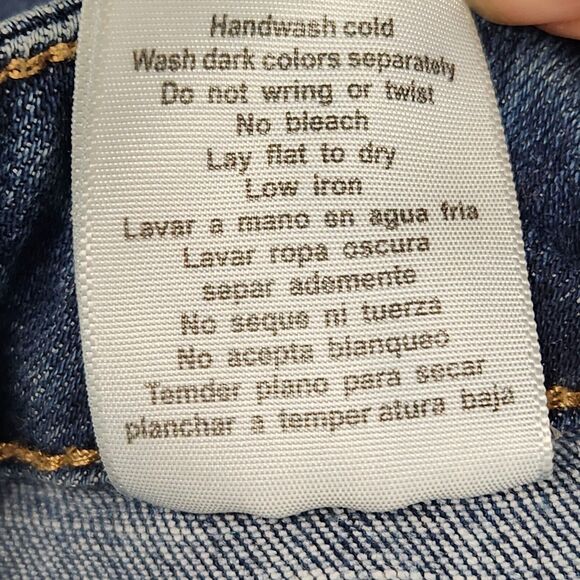 Handwash cold
Wash dark colors separately
Do not wring or twist
No bleach
Lay flat to dry
Low iron
Lavar a mano en agua fria
Lavar ropa oscura
separ ademente
No seque ni tuerza
No acepta blanqueo
Temder plano para secar
planchar a temper atura baja